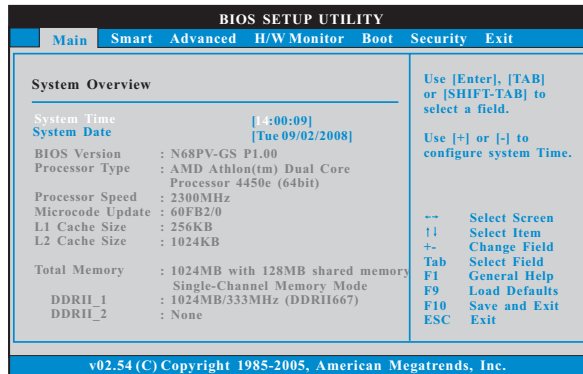 BIOS SETUP UTILITY
Main Smart Advanced H/W Monitor Boot Security Exit
System Overview
System Time [14:00:09]
System Date [Tue 09/02/2008]
BIOS Version : N68PV-GS P1.00
Processor Type : AMD Athlon(tm) Dual Core
Processor 4450e (64bit)
Processor Speed : 2300MHz
Microcode Update : 60FB2/0
L1 Cache Size : 256KB
L2 Cache Size : 1024KB
Total Memory : 1024MB with 128MB shared memory
Single-Channel Memory Mode
DDRII_1 : 1024MB/333MHz (DDRII667)
DDRII_2 : None
Use [Enter], [TAB]
or [SHIFT-TAB] to
select a field.
Use [+] or [-] to
configure system Time.
←→ Select Screen
↑↓ Select Item
+- Change Field
Tab Select Field
F1 General Help
F9 Load Defaults
F10 Save and Exit
ESC Exit
v02.54 (C) Copyright 1985-2005, American Megatrends, Inc.